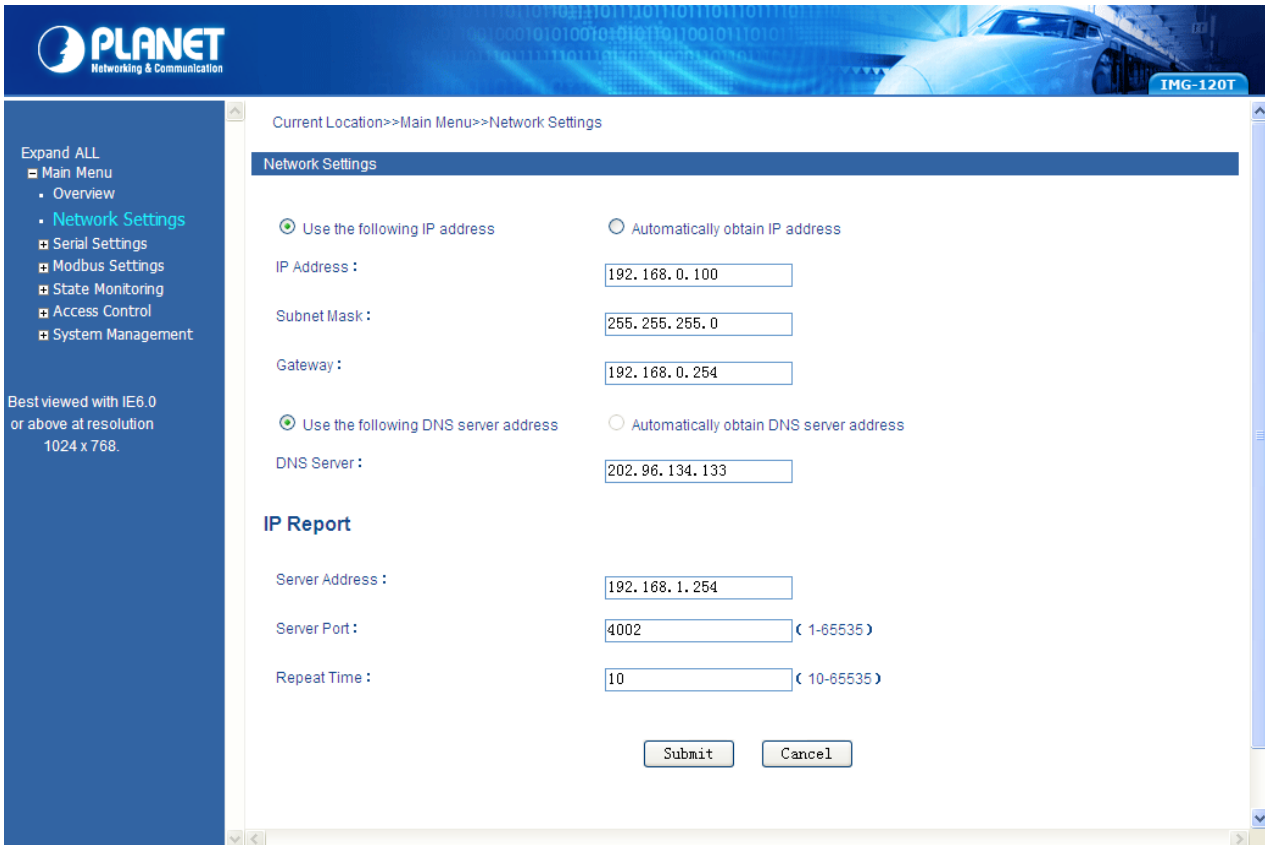 PLANET
Networking & Communication
IMG-120T
Current Location>>Main Menu>>Network Settings
Expand ALL
Main Menu
Overview
Network Settings
Serial Settings
Modbus Settings
State Monitoring
Access Control
System Management
Best viewed with IE6.0
or above at resolution
1024 x 768.
Network Settings
Use the following IP address Automatically obtain IP address
IP Address: 192.168.0.100
Subnet Mask: 255.255.255.0
Gateway: 192.168.0.254
Use the following DNS server address Automatically obtain DNS server address
DNS Server: 202.96.134.133
IP Report
Server Address: 192.168.1.254
Server Port: 4002 ( 1-65535)
Repeat Time: 10 ( 10-65535)
Submit Cancel